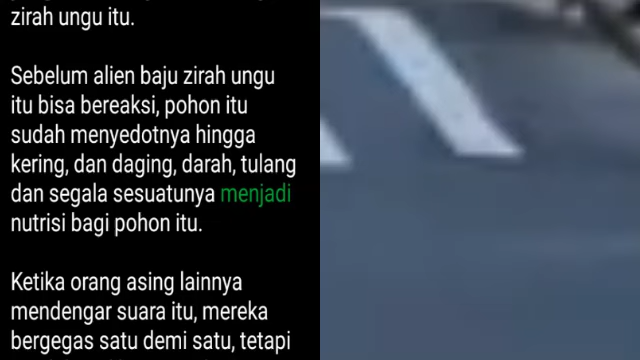 zirah ungu itu.
Sebelum alien baju zirah ungu
itu bisa bereaksi, pohon itu
sudah menyedotnya hingga
kering, dan daging, darah, tulang
dan segala sesuatunya menjadi
nutrisi bagi pohon itu.
Ketika orang asing lainnya
mendengar suara itu, mereka
bergegas satu demi satu, tetapi